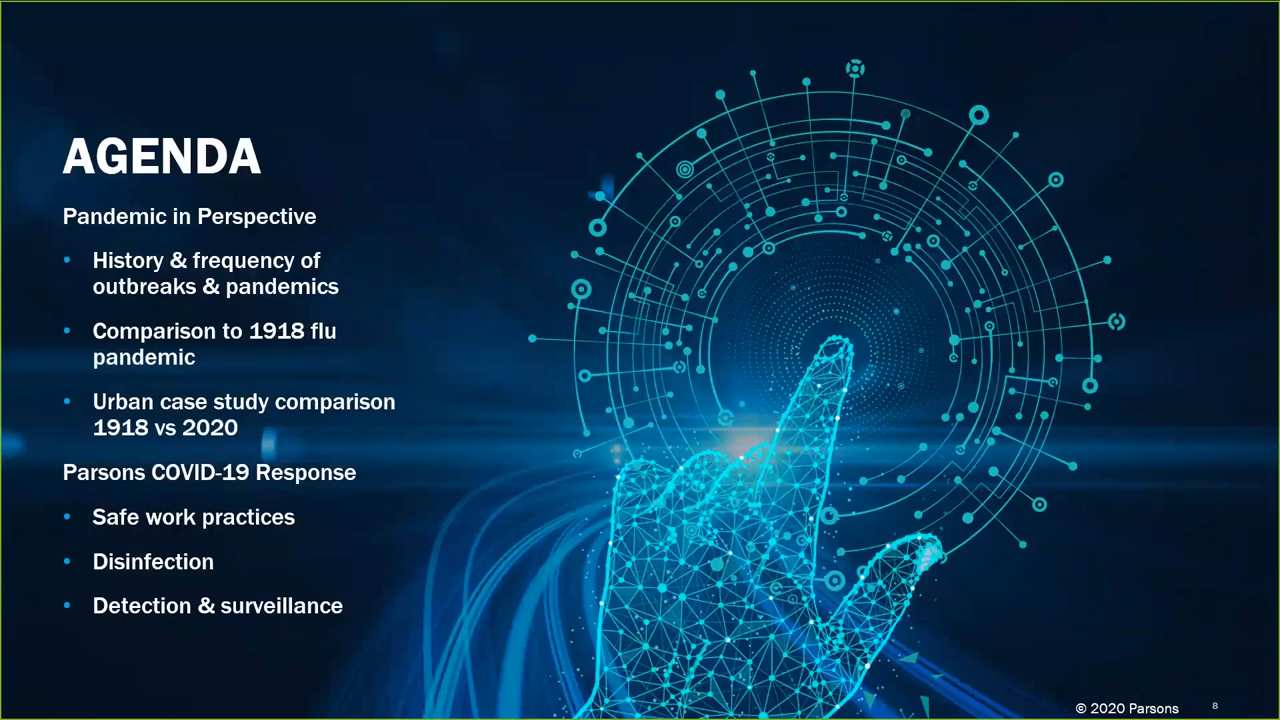 AGENDA
Pandemic in Perspective
• History & frequency of
outbreaks & pandemics
• Comparison to 1918 flu
pandemic
• Urban case study comparison
1918 vs 2020
Parsons COVID-19 Response
• Safe work practices
• Disinfection
• Detection & surveillance
© 2020 Parsons 8